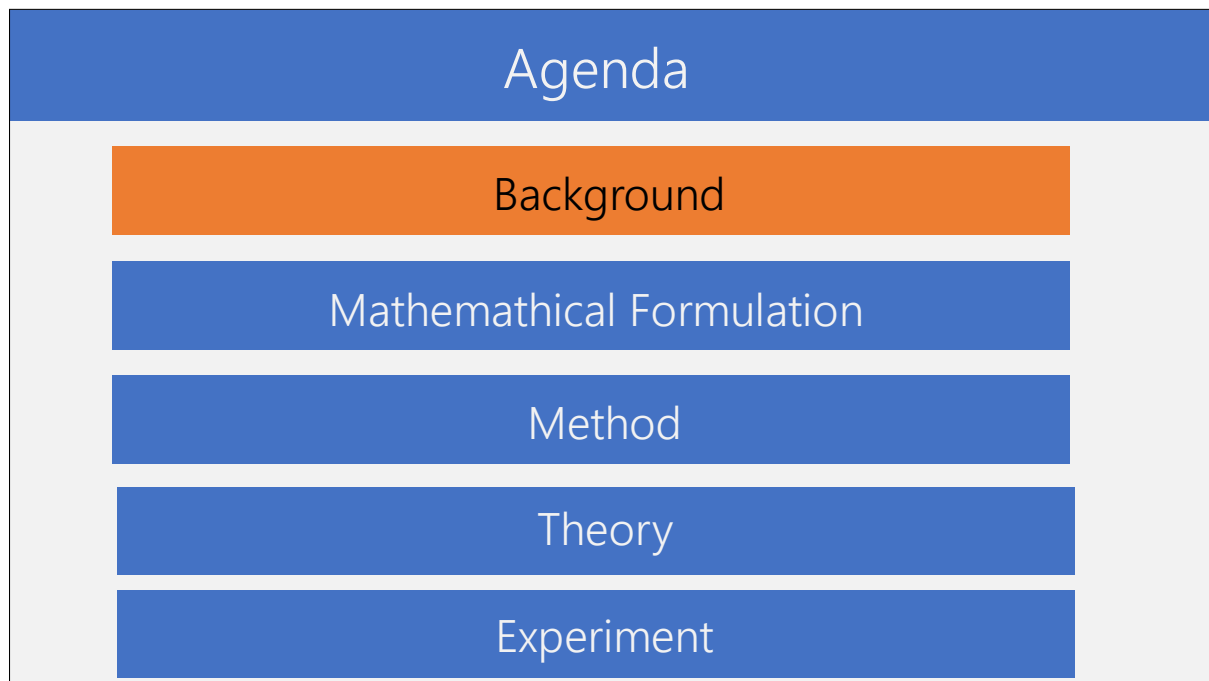 Agenda
Background
Mathemathical Formulation
Method
Theory
Experiment